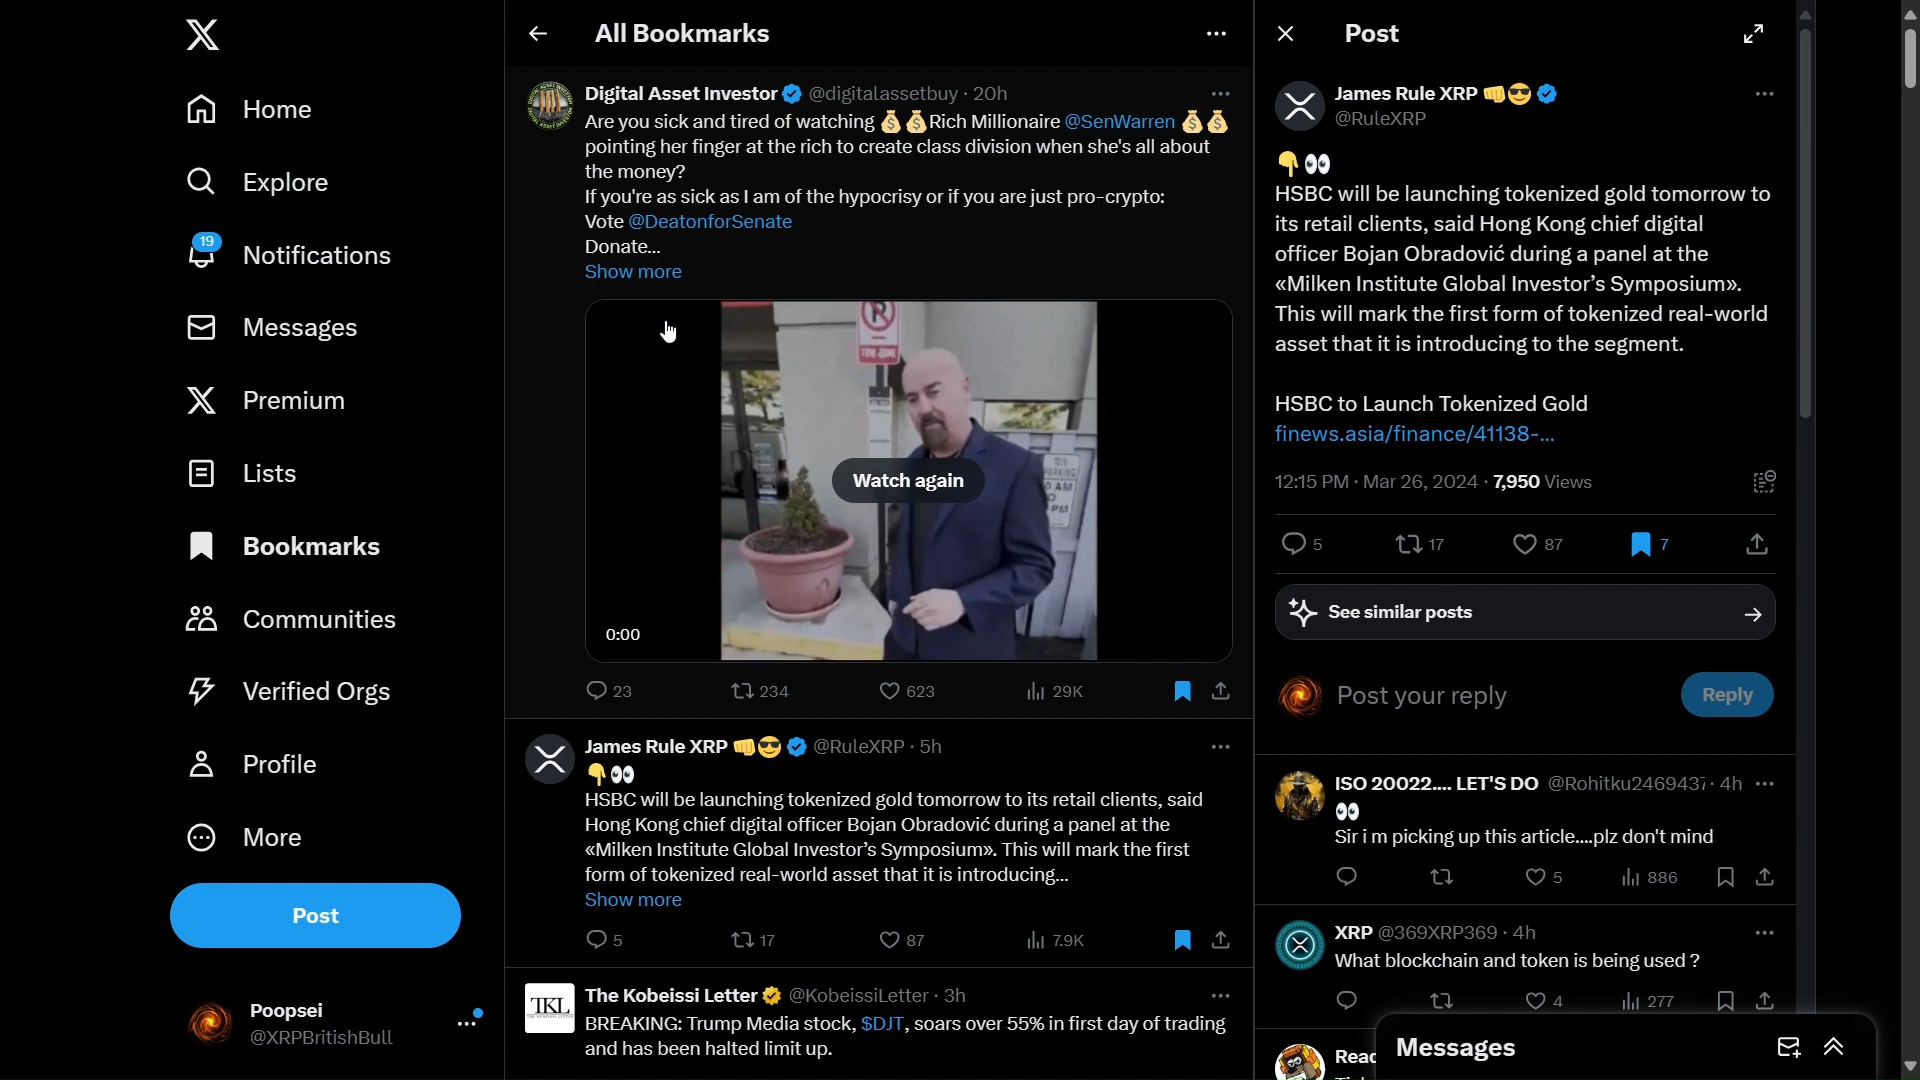 Home
Explore
19
Notifications
Messages
Premium
Lists
Bookmarks
Communities
Verified Orgs
Profile
More
Post
Poopsei
@XRPBritishBull
All Bookmarks
Digital Asset Investor @digitalassetbuy · 20h
Are you sick and tired of watching 💰💰Rich Millionaire @SenWarren 💰💰
pointing her finger at the rich to create class division when she's all about
the money?
If you're as sick as I am of the hypocrisy or if you are just pro-crypto:
Vote @DeatonforSenate
Donate...
Show more
TOW ZONE
PARKING
Watch again
0:00
23 234 623 29K
James Rule XRP 👊😎 @RuleXRP · 5h
👇👀
HSBC will be launching tokenized gold tomorrow to its retail clients, said
Hong Kong chief digital officer Bojan Obradović during a panel at the
«Milken Institute Global Investor’s Symposium». This will mark the first
form of tokenized real-world asset that it is introducing...
Show more
5 17 87 7.9K
TKL
The Kobeissi Letter @KobeissiLetter · 3h
BREAKING: Trump Media stock, $DJT, soars over 55% in first day of trading
and has been halted limit up.
Post
James Rule XRP 👊😎
@RuleXRP
👇👀
HSBC will be launching tokenized gold tomorrow to
its retail clients, said Hong Kong chief digital
officer Bojan Obradović during a panel at the
«Milken Institute Global Investor’s Symposium».
This will mark the first form of tokenized real-world
asset that it is introducing to the segment.
HSBC to Launch Tokenized Gold
finews.asia/finance/41138-...
12:15 PM · Mar 26, 2024 · 7,950 Views
5 17 87 7
See similar posts
Post your reply
Reply
ISO 20022.... LET'S DO @Rohitku2469437 · 4h
👀
Sir i m picking up this article....plz don't mind
5 886
XRP @369XRP369 · 4h
What blockchain and token is being used ?
4 277
Messages